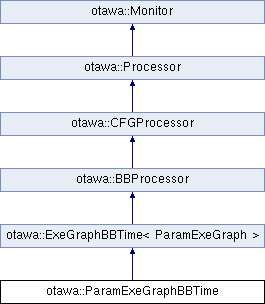 otawa::Monitor
otawa::Processor
otawa::CFGProcessor
otawa::BBProcessor
otawa::ExeGraphBBTime< ParamExeGraph >
otawa::ParamExeGraphBBTime